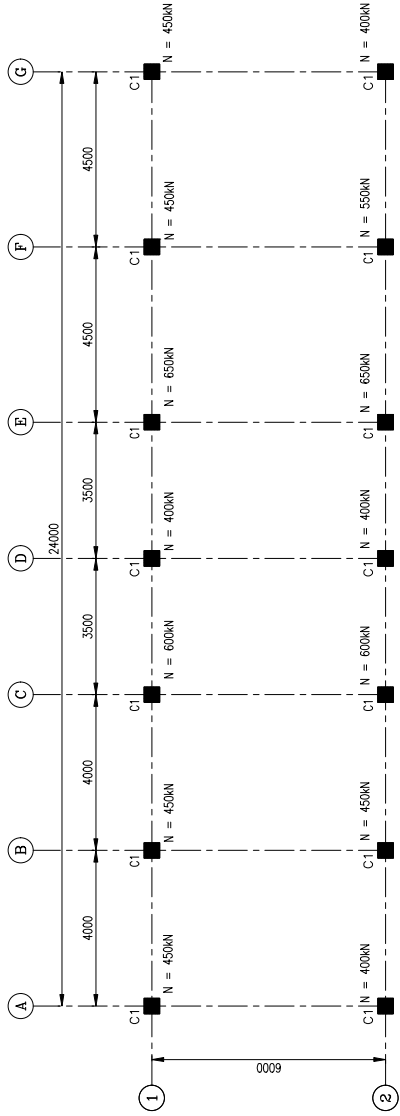 A B C D E F G
24000
4000 4000 3500 3500 4500 4500
C1 C1 C1 C1 C1 C1 C1
N = 450kN N = 450kN N = 600kN N = 400kN N = 650kN N = 450kN N = 450kN
1
6000
C1 C1 C1 C1 C1 C1 C1
N = 400kN N = 450kN N = 600kN N = 400kN N = 650kN N = 550kN N = 400kN
2